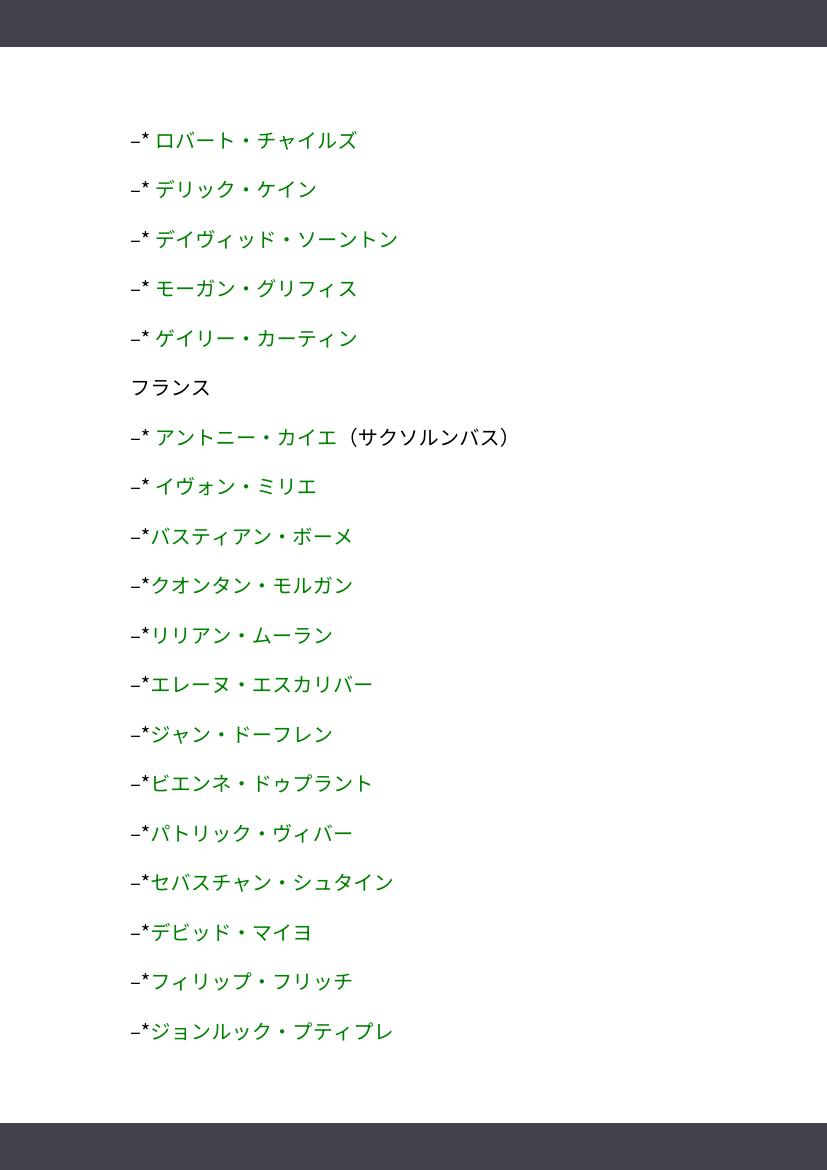 –* ロバート・チャイルズ
–* デリック・ケイン
–* デイヴィッド・ソーントン
–* モーガン・グリフィス
–* ゲイリー・カーティン
フランス
–* アントニー・カイエ（サクソルンバス）
–* イヴォン・ミリエ
–*バスティアン・ボーメ
–*クオンタン・モルガン
–*リリアン・ムーラン
–*エレーヌ・エスカリバー
–*ジャン・ドーフレン
–*ビエンネ・ドゥプラント
–*パトリック・ヴィバー
–*セバスチャン・シュタイン
–*デビッド・マイヨ
–*フィリップ・フリッチ
–*ジョンルック・プティプレ